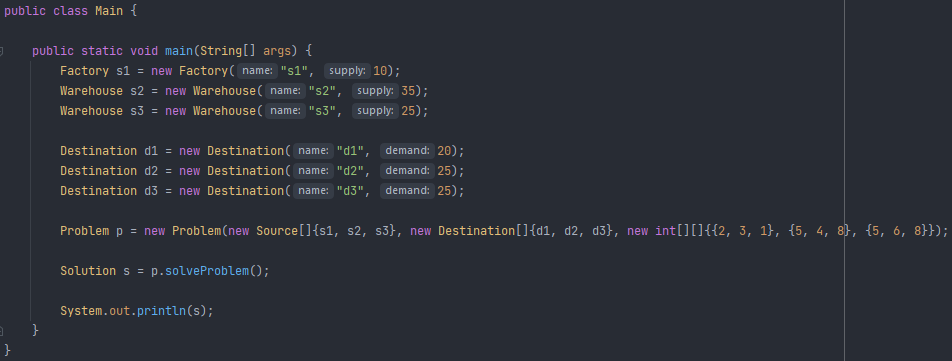 public class Main {
public static void main(String[] args) {
Factory s1 = new Factory( name: "s1", supply: 10);
Warehouse s2 = new Warehouse( name: "s2", supply: 35);
Warehouse s3 = new Warehouse( name: "s3", supply: 25);
Destination d1 = new Destination( name: "d1", demand: 20);
Destination d2 = new Destination( name: "d2", demand: 25);
Destination d3 = new Destination( name: "d3", demand: 25);
Problem p = new Problem(new Source[]{s1, s2, s3}, new Destination[]{d1, d2, d3}, new int[][]{{2, 3, 1}, {5, 4, 8}, {5, 6, 8}});
Solution s = p.solveProblem();
System.out.println(s);
}
}